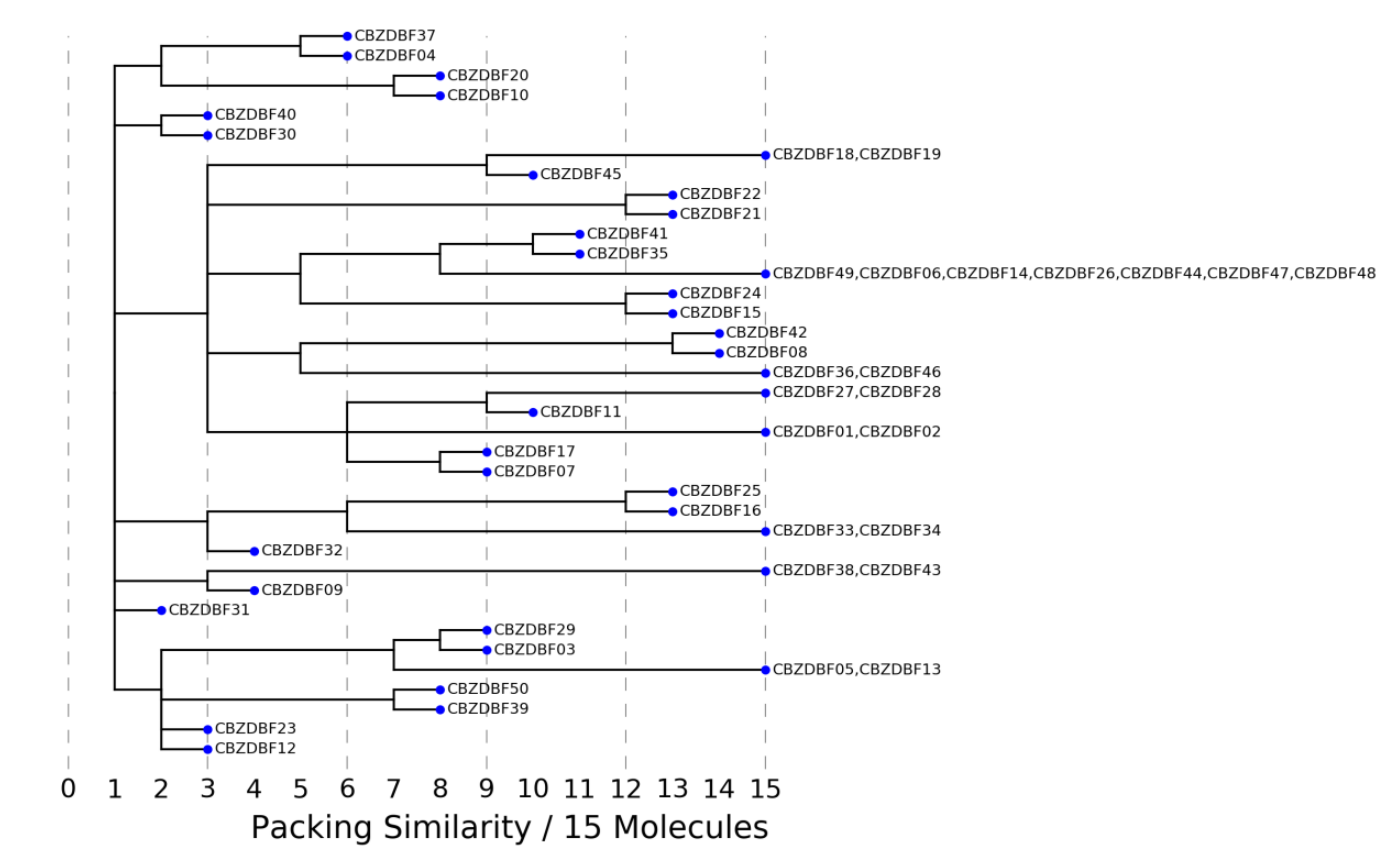 CBZDBF37
CBZDBF04
CBZDBF20
CBZDBF10
CBZDBF40
CBZDBF30
CBZDBF18,CBZDBF19
CBZDBF45
CBZDBF22
CBZDBF21
CBZDBF41
CBZDBF35
CBZDBF49,CBZDBF06,CBZDBF14,CBZDBF26,CBZDBF44,CBZDBF47,CBZDBF48
CBZDBF24
CBZDBF15
CBZDBF42
CBZDBF08
CBZDBF36,CBZDBF46
CBZDBF27,CBZDBF28
CBZDBF11
CBZDBF01,CBZDBF02
CBZDBF17
CBZDBF07
CBZDBF25
CBZDBF16
CBZDBF33,CBZDBF34
CBZDBF32
CBZDBF38,CBZDBF43
CBZDBF09
CBZDBF31
CBZDBF29
CBZDBF03
CBZDBF05,CBZDBF13
CBZDBF50
CBZDBF39
CBZDBF23
CBZDBF12
0 1 2 3 4 5 6 7 8 9 10 11 12 13 14 15
Packing Similarity / 15 Molecules